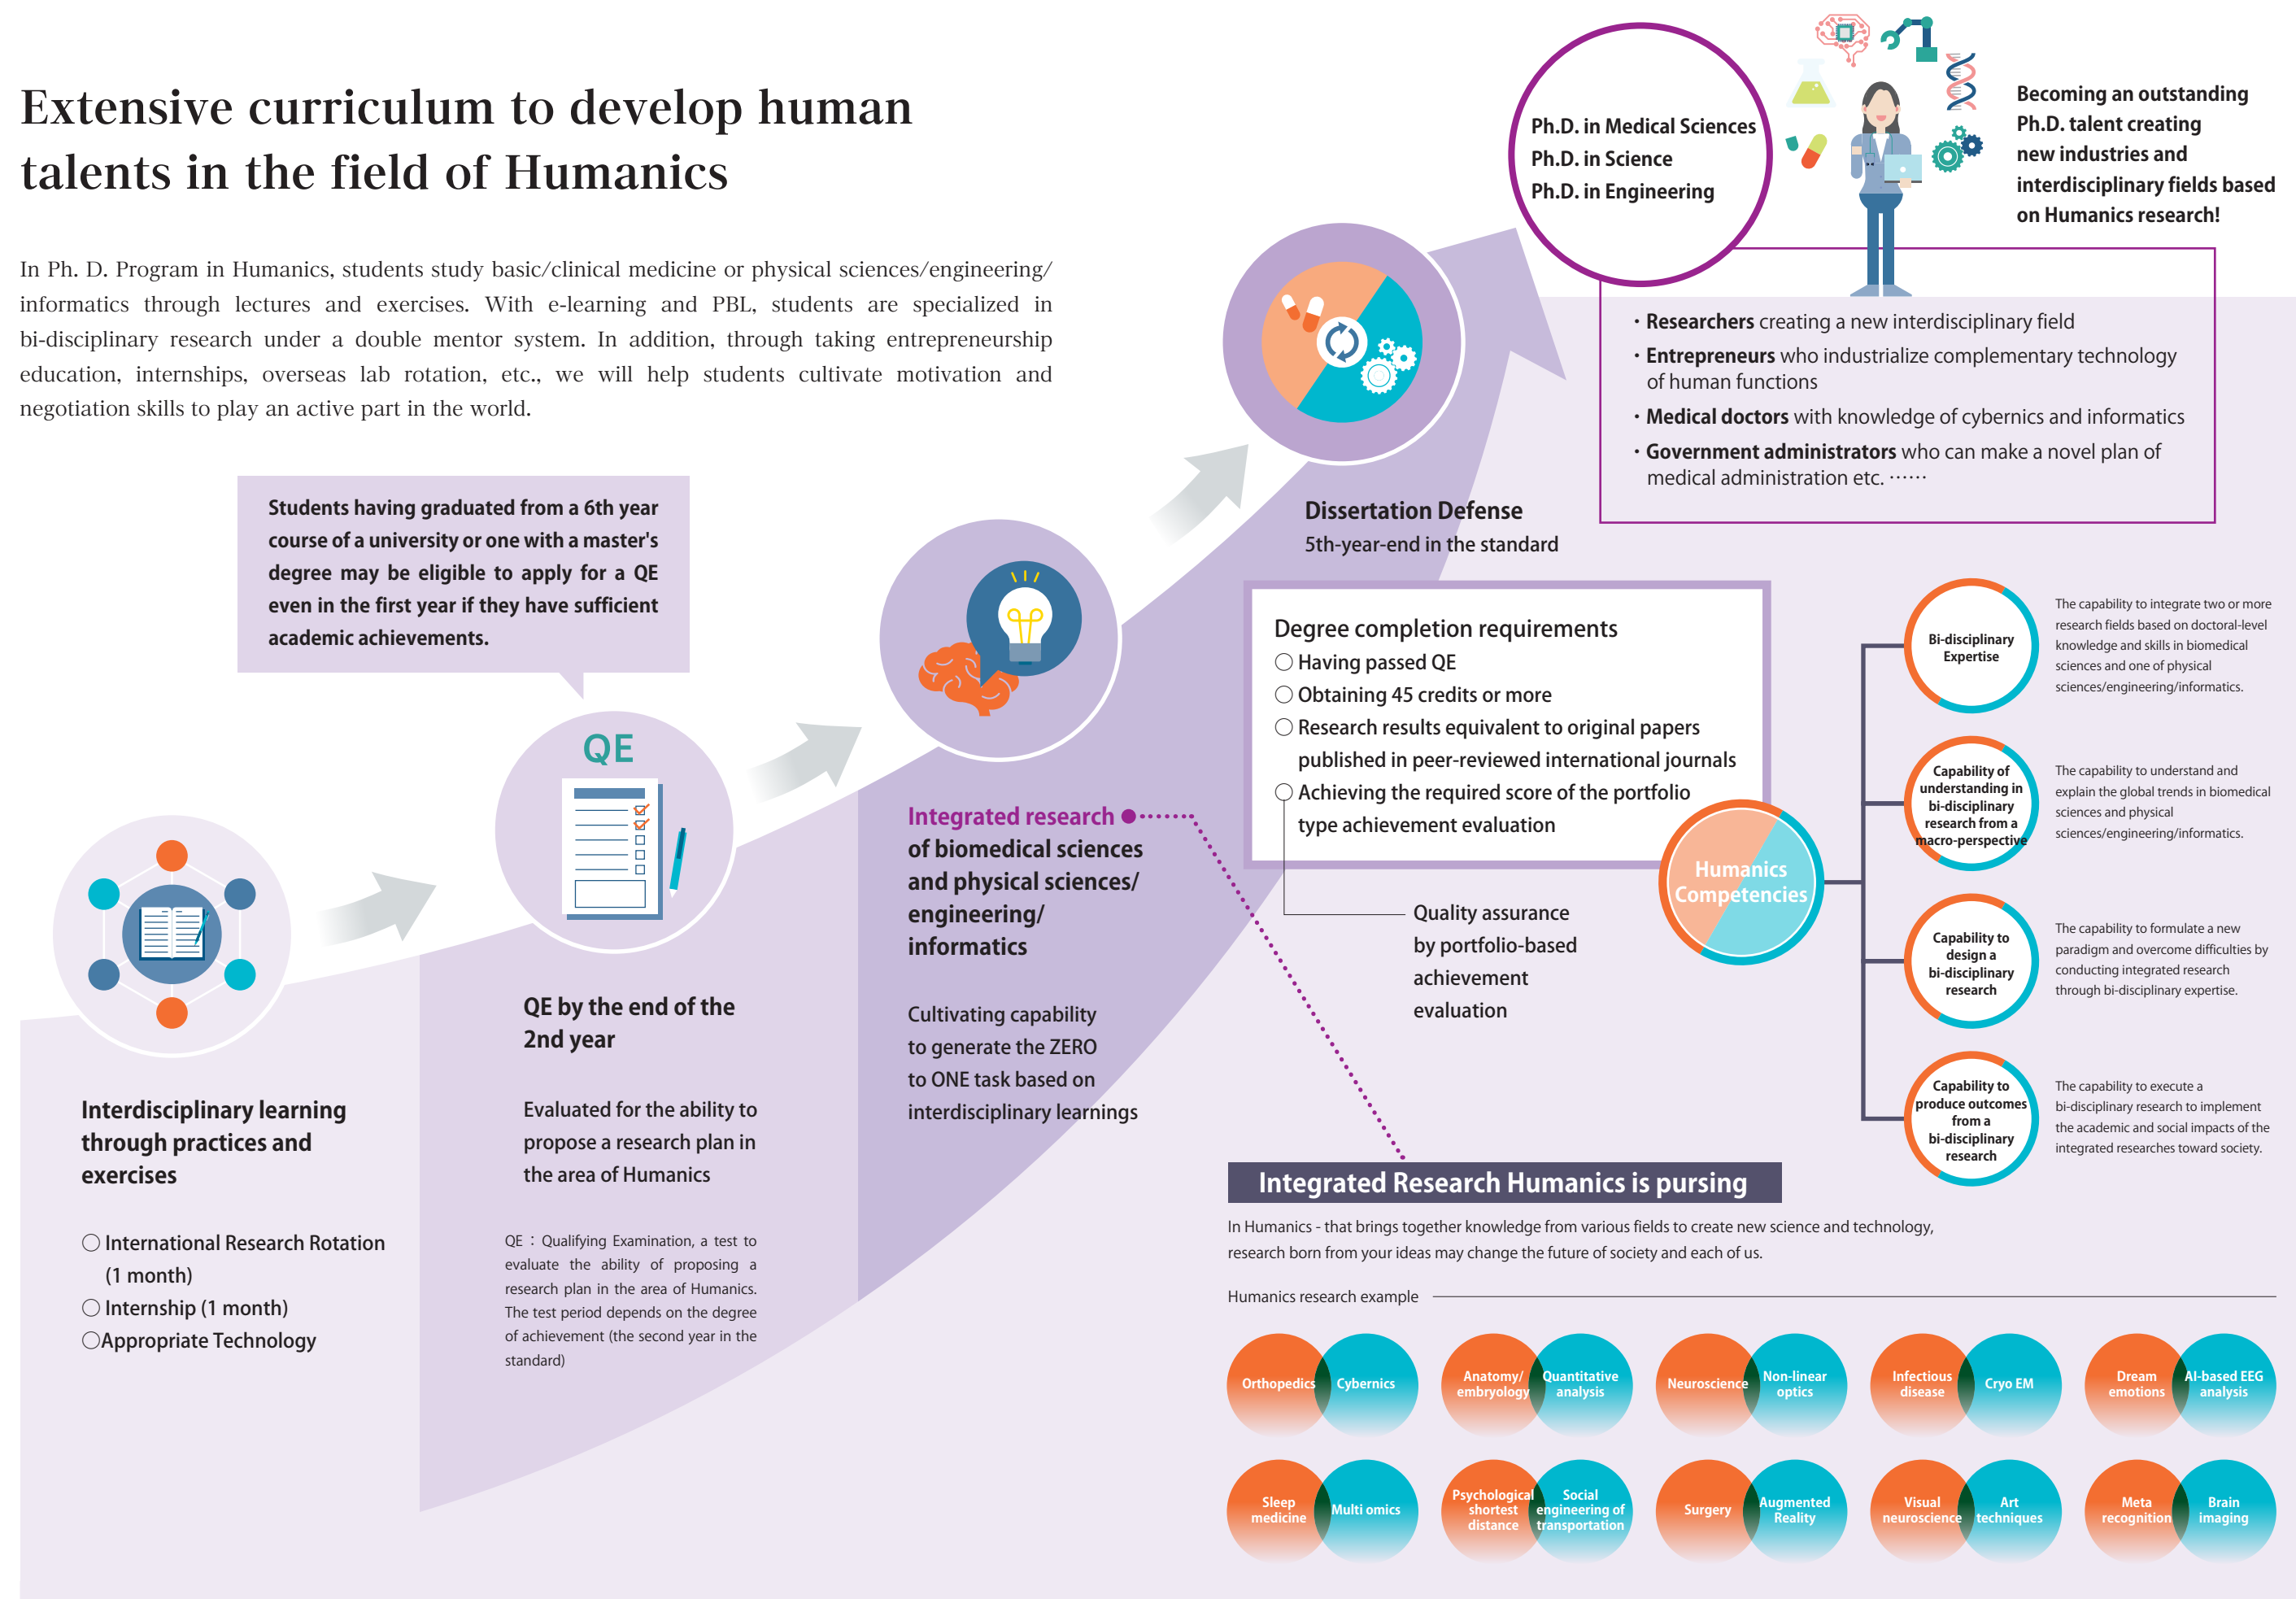 Extensive curriculum to develop human
talents in the field of Humanics
In Ph. D. Program in Humanics, students study basic/clinical medicine or physical sciences/engineering/
informatics through lectures and exercises. With e-learning and PBL, students are specialized in
bi-disciplinary research under a double mentor system. In addition, through taking entrepreneurship
education, internships, overseas lab rotation, etc., we will help students cultivate motivation and
negotiation skills to play an active part in the world.
Ph.D. in Medical Sciences
Ph.D. in Science
Ph.D. in Engineering
Becoming an outstanding
Ph.D. talent creating
new industries and
interdisciplinary fields based
on Humanics research!
・Researchers creating a new interdisciplinary field
・Entrepreneurs who industrialize complementary technology
of human functions
・Medical doctors with knowledge of cybernics and informatics
・Government administrators who can make a novel plan of
medical administration etc. ……
Students having graduated from a 6th year
course of a university or one with a master's
degree may be eligible to apply for a QE
even in the first year if they have sufficient
academic achievements.
Interdisciplinary learning
through practices and
exercises
○ International Research Rotation
(1 month)
○ Internship (1 month)
○Appropriate Technology
QE
QE by the end of the
2nd year
Evaluated for the ability to
propose a research plan in
the area of Humanics
QE：Qualifying Examination, a test to
evaluate the ability of proposing a
research plan in the area of Humanics.
The test period depends on the degree
of achievement (the second year in the
standard)
Integrated research
of biomedical sciences
and physical sciences/
engineering/
informatics
Cultivating capability
to generate the ZERO
to ONE task based on
interdisciplinary learnings
Dissertation Defense
5th-year-end in the standard
Degree completion requirements
○ Having passed QE
○ Obtaining 45 credits or more
○ Research results equivalent to original papers
published in peer-reviewed international journals
○ Achieving the required score of the portfolio
type achievement evaluation
Quality assurance
by portfolio-based
achievement
evaluation
Humanics
Competencies
Bi-disciplinary
Expertise
The capability to integrate two or more
research fields based on doctoral-level
knowledge and skills in biomedical
sciences and one of physical
sciences/engineering/informatics.
Capability of
understanding in
bi-disciplinary
research from a
macro-perspective
The capability to understand and
explain the global trends in biomedical
sciences and physical
sciences/engineering/informatics.
Capability to
design a
bi-disciplinary
research
The capability to formulate a new
paradigm and overcome difficulties by
conducting integrated research
through bi-disciplinary expertise.
Capability to
produce outcomes
from a
bi-disciplinary
research
The capability to execute a
bi-disciplinary research to implement
the academic and social impacts of the
integrated researches toward society.
Integrated Research Humanics is pursing
In Humanics - that brings together knowledge from various fields to create new science and technology,
research born from your ideas may change the future of society and each of us.
Humanics research example
Orthopedics
Cybernics
Anatomy/
embryology
Quantitative
analysis
Neuroscience
Non-linear
optics
Infectious
disease
Cryo EM
Dream
emotions
AI-based EEG
analysis
Sleep
medicine
Multi omics
Psychological
shortest
distance
Social
engineering of
transportation
Surgery
Augmented
Reality
Visual
neuroscience
Art
techniques
Meta
recognition
Brain
imaging